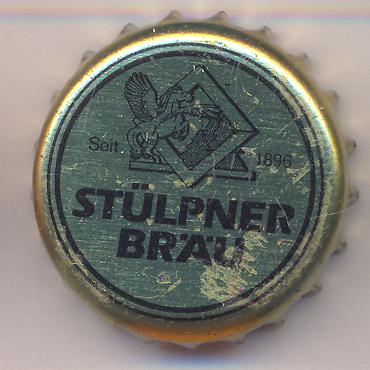 Seit 1896
STÜLPNER
BRÄU